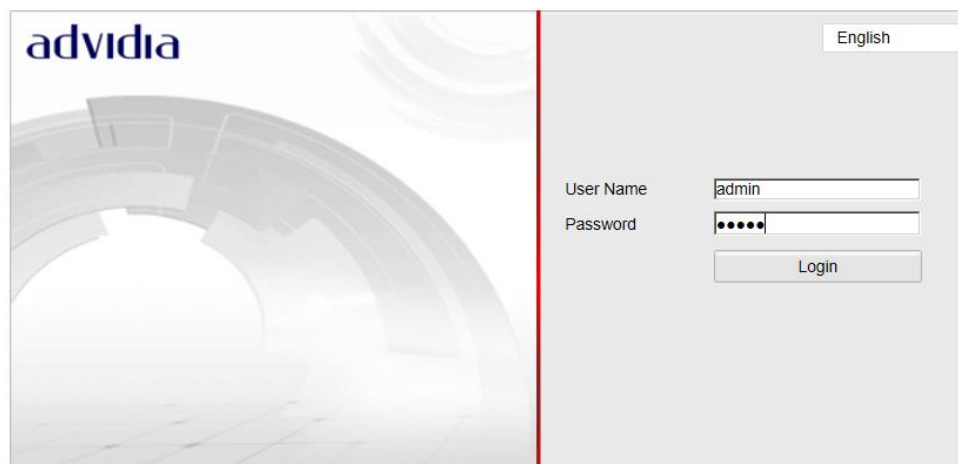 advidia
English
User Name admin
Password •••••
Login